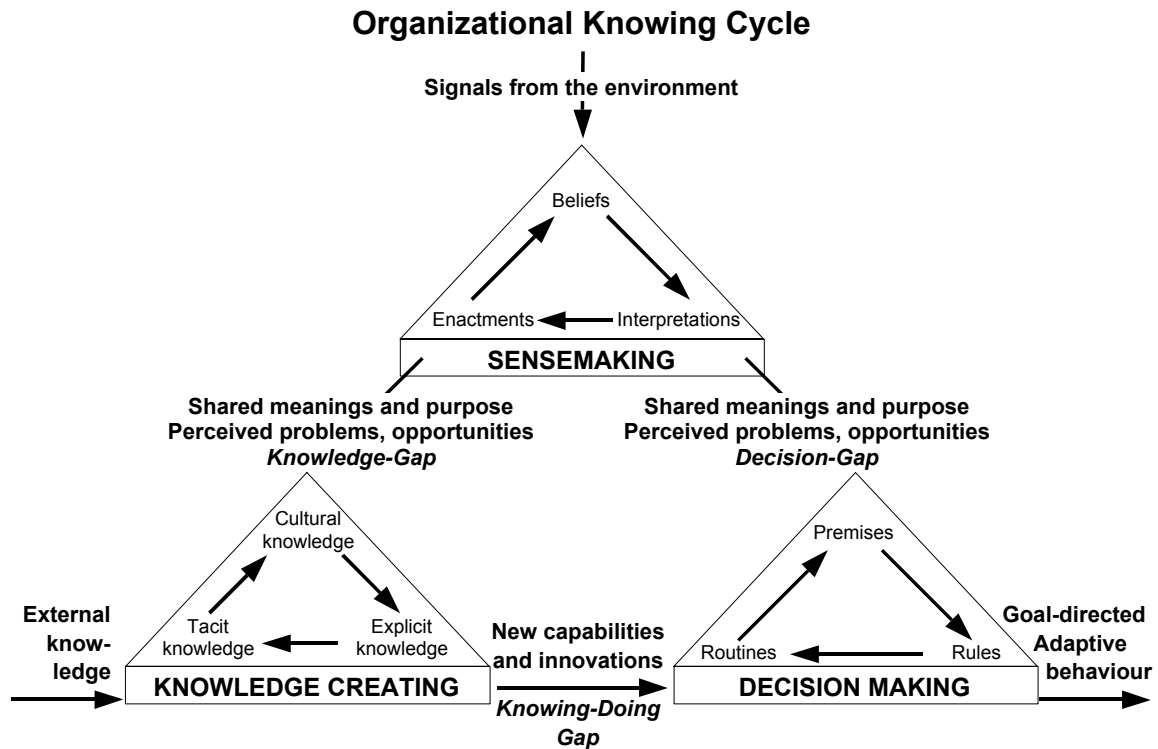 Organizational Knowing Cycle
Signals from the environment
Beliefs
Enactments
Interpretations
SENSEMAKING
Shared meanings and purpose
Perceived problems, opportunities
Knowledge-Gap
Shared meanings and purpose
Perceived problems, opportunities
Decision-Gap
Cultural
knowledge
Tacit
knowledge
Explicit
knowledge
External
know-
ledge
KNOWLEDGE CREATING
New capabilities
and innovations
Knowing-Doing
Gap
Premises
Routines
Rules
DECISION MAKING
Goal-directed
Adaptive
behaviour